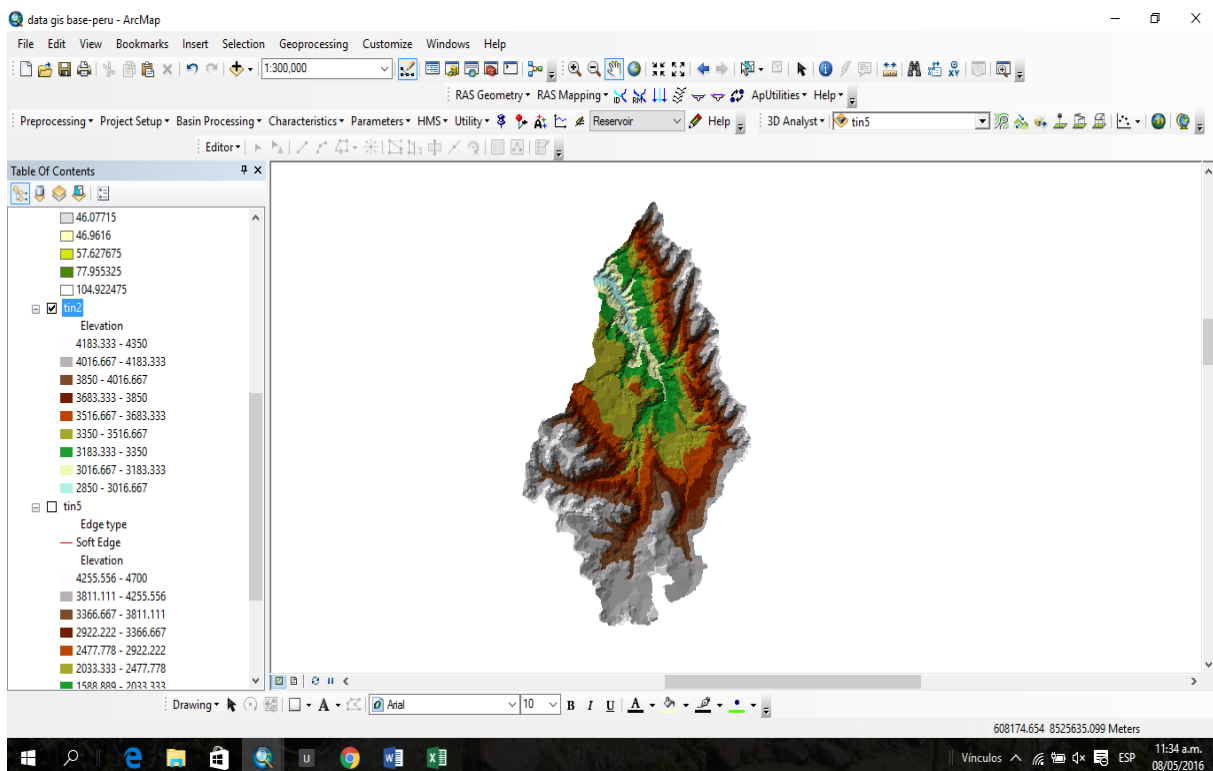 data gis base-peru - ArcMap
File Edit View Bookmarks Insert Selection Geoprocessing Customize Windows Help
1:300,000
RAS Geometry RAS Mapping ApUtilities Help
Preprocessing Project Setup Basin Processing Characteristics Parameters HMS Utility Reservoir Help 3D Analyst tin5
Editor
Table Of Contents
46.07715
46.9616
57.627675
77.955325
104.922475
tin2
Elevation
4183.333 - 4350
4016.667 - 4183.333
3850 - 4016.667
3683.333 - 3850
3516.667 - 3683.333
3350 - 3516.667
3183.333 - 3350
3016.667 - 3183.333
2850 - 3016.667
tin5
Edge type
Soft Edge
Elevation
4255.556 - 4700
3811.111 - 4255.556
3366.667 - 3811.111
2922.222 - 3366.667
2477.778 - 2922.222
2033.333 - 2477.778
1588.889 - 2033.333
Drawing A Arial 10 B I U A
608174.654 8525635.099 Meters
Vínculos ESP 11:34 a.m.
08/05/2016